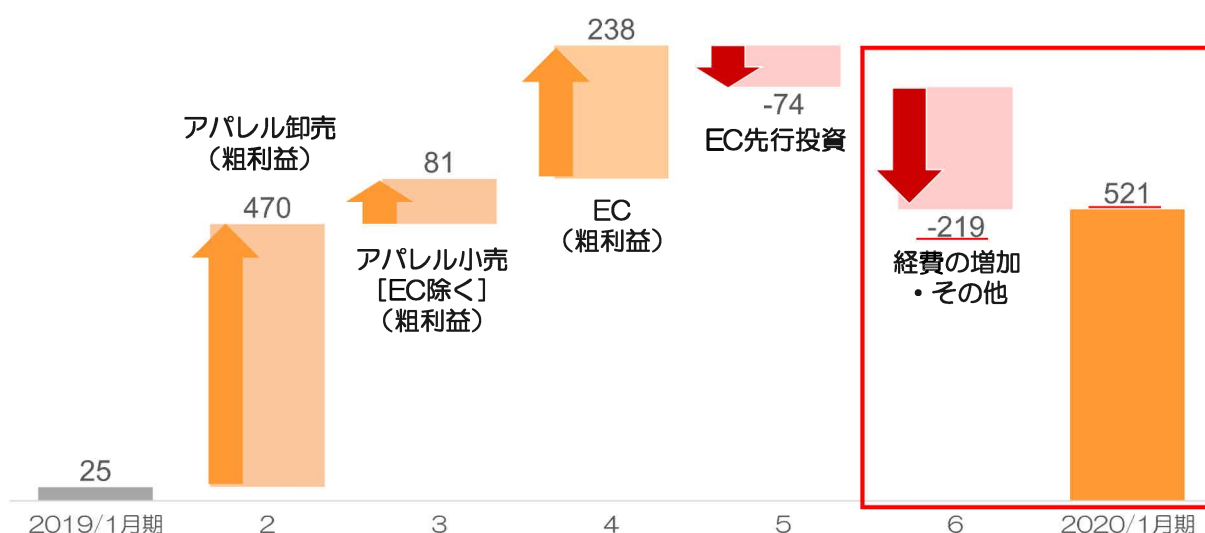 25
アパレル卸売
（粗利益）
470
81
アパレル小売
［EC除く］
（粗利益）
238
EC
（粗利益）
-74
EC先行投資
-219
経費の増加
・その他
521
2019/1月期
2
3
4
5
6
2020/1月期